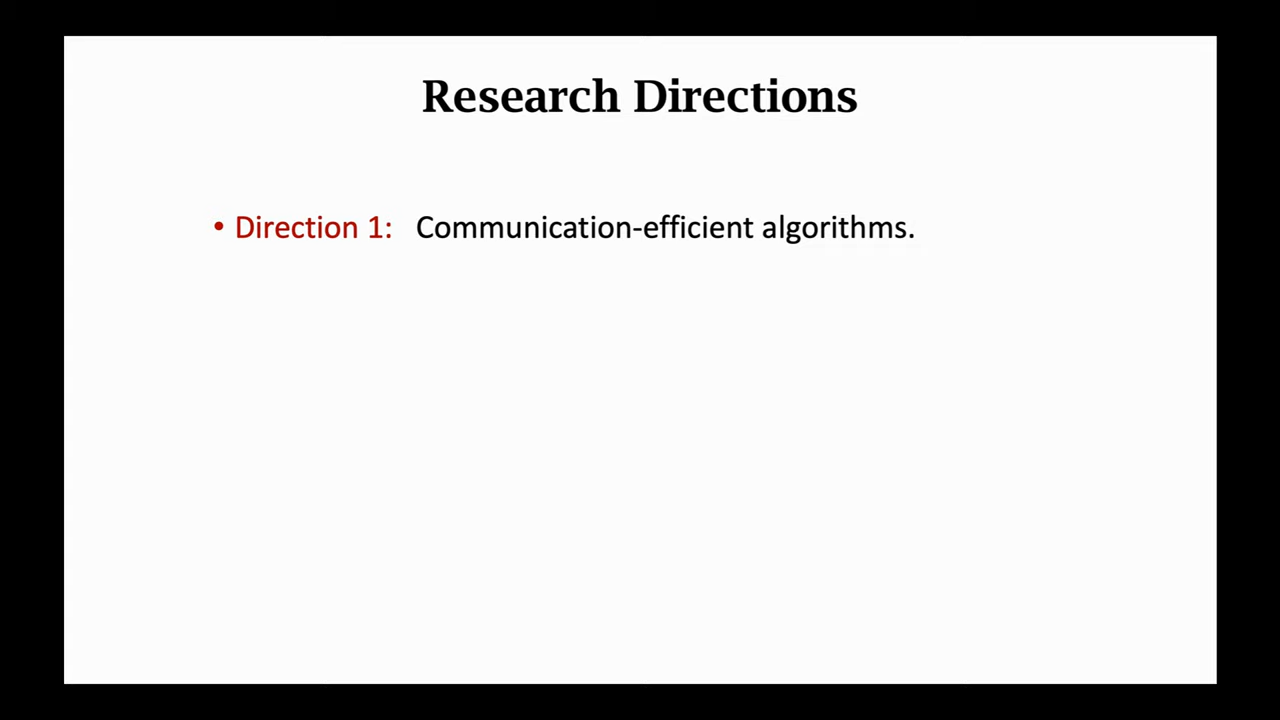 Research Directions
• Direction 1: Communication-efficient algorithms.